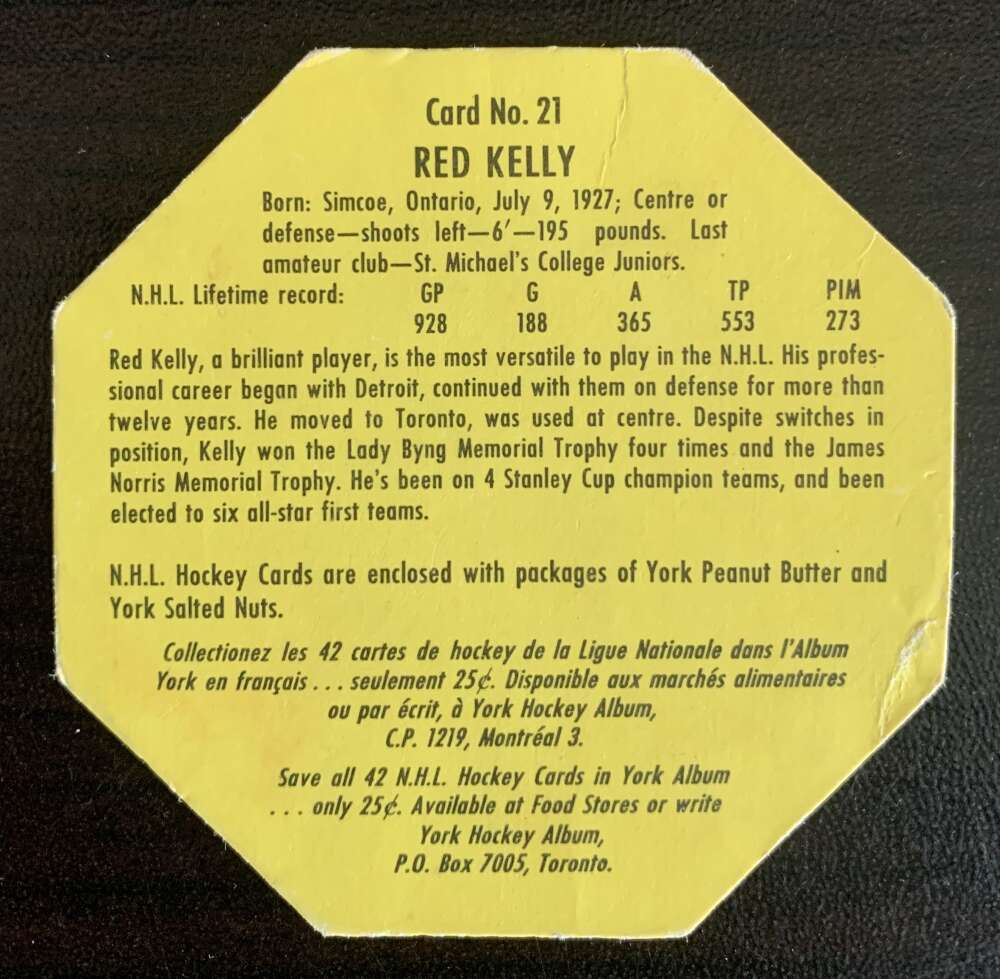 Card No. 21
RED KELLY
Born: Simcoe, Ontario, July 9, 1927; Centre or
defense—shoots left—6'—195 pounds. Last
amateur club—St. Michael's College Juniors.
N.H.L. Lifetime record: GP G A TP PIM
928 188 365 553 273
Red Kelly, a brilliant player, is the most versatile to play in the N.H.L. His profes-
sional career began with Detroit, continued with them on defense for more than
twelve years. He moved to Toronto, was used at centre. Despite switches in
position, Kelly won the Lady Byng Memorial Trophy four times and the James
Norris Memorial Trophy. He's been on 4 Stanley Cup champion teams, and been
elected to six all-star first teams.
N.H.L. Hockey Cards are enclosed with packages of York Peanut Butter and
York Salted Nuts.
Collectionez les 42 cartes de hockey de la Ligue Nationale dans l'Album
York en français . . . seulement 25¢. Disponible aux marchés alimentaires
ou par écrit, à York Hockey Album,
C.P. 1219, Montréal 3.
Save all 42 N.H.L. Hockey Cards in York Album
. . . only 25¢. Available at Food Stores or write
York Hockey Album,
P.O. Box 7005, Toronto.